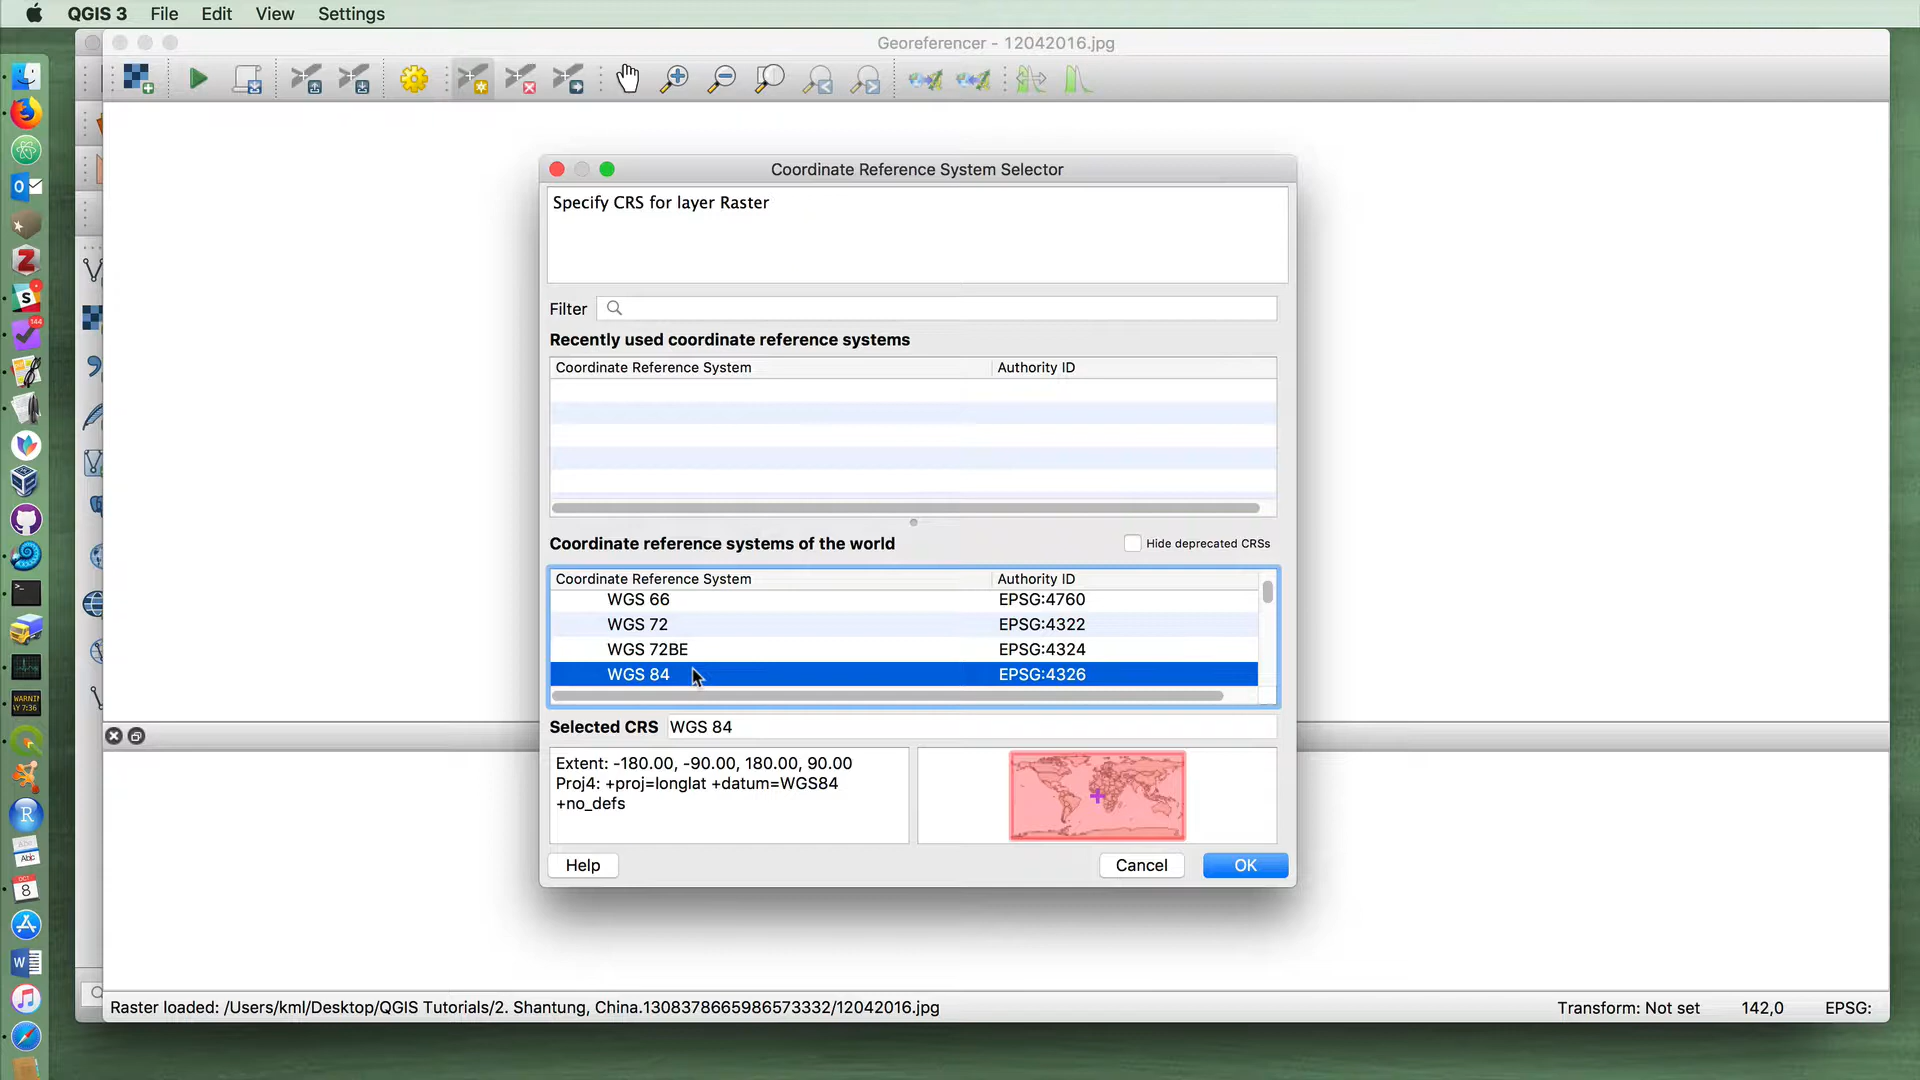 QGIS 3 File Edit View Settings
Georeferencer - 12042016.jpg
Coordinate Reference System Selector
Specify CRS for layer Raster
Filter
Recently used coordinate reference systems
Coordinate Reference System Authority ID
Coordinate reference systems of the world Hide deprecated CRSs
Coordinate Reference System Authority ID
WGS 66 EPSG:4760
WGS 72 EPSG:4322
WGS 72BE EPSG:4324
WGS 84 EPSG:4326
Selected CRS WGS 84
Extent: -180.00, -90.00, 180.00, 90.00
Proj4: +proj=longlat +datum=WGS84
+no_defs
Help Cancel OK
Raster loaded: /Users/kml/Desktop/QGIS Tutorials/2. Shantung, China.1308378665986573332/12042016.jpg Transform: Not set 142,0 EPSG: